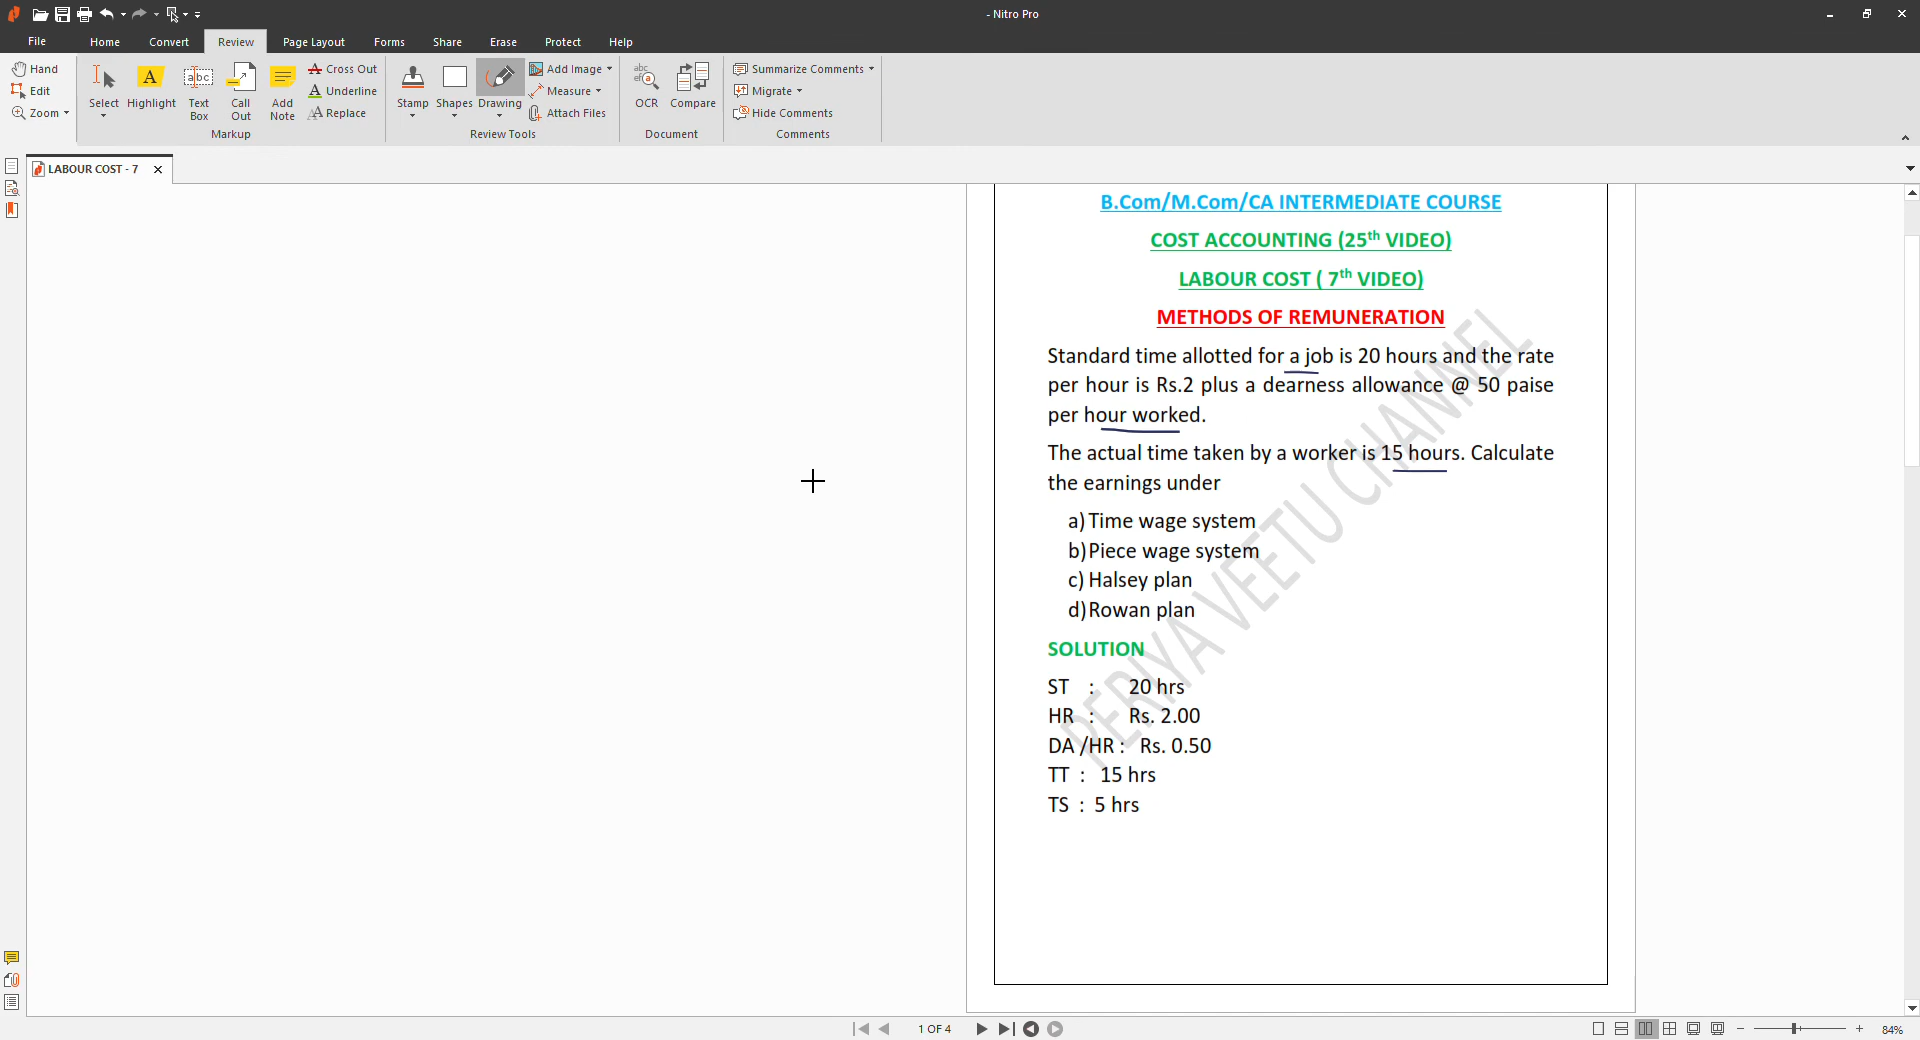 - Nitro Pro
File Home Convert Review Page Layout Forms Share Erase Protect Help
Hand
Edit
Zoom
Select
Highlight
Text Box
Call Out
Add Note
Cross Out
Underline
Replace
Markup
Stamp
Shapes
Drawing
Add Image
Measure
Attach Files
Review Tools
OCR
Compare
Document
Summarize Comments
Migrate
Hide Comments
Comments
LABOUR COST - 7
B.Com/M.Com/CA INTERMEDIATE COURSE
COST ACCOUNTING (25th VIDEO)
LABOUR COST ( 7th VIDEO)
METHODS OF REMUNERATION
Standard time allotted for a job is 20 hours and the rate
per hour is Rs.2 plus a dearness allowance @ 50 paise
per hour worked.
The actual time taken by a worker is 15 hours. Calculate
the earnings under
a) Time wage system
b) Piece wage system
c) Halsey plan
d) Rowan plan
SOLUTION
ST : 20 hrs
HR : Rs. 2.00
DA /HR : Rs. 0.50
TT : 15 hrs
TS : 5 hrs
PERIYA VEETU CHANNEL
1 OF 4
84%